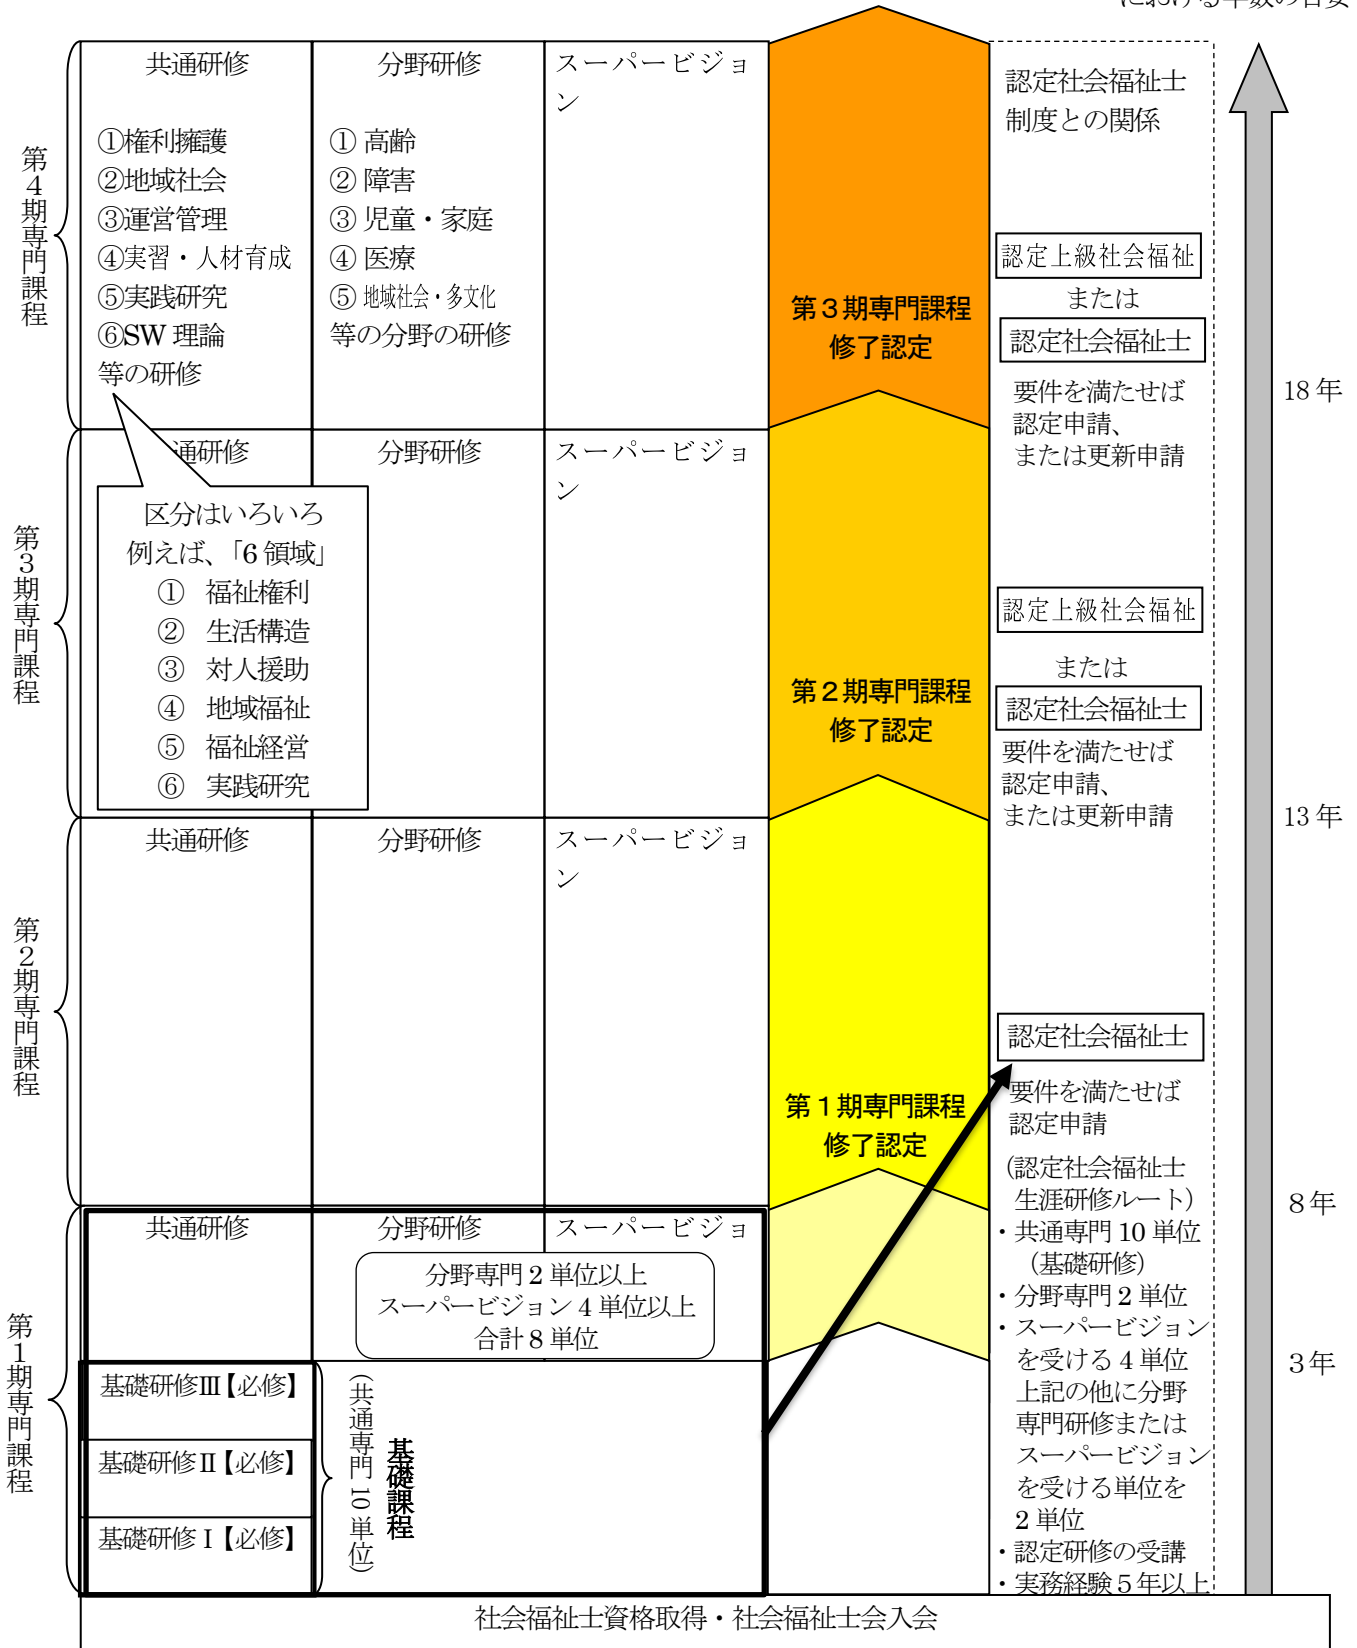 における年数の目安
第4期専門課程
共通研修
①権利擁護
②地域社会
③運営管理
④実習・人材育成
⑤実践研究
⑥SW 理論
等の研修
分野研修
① 高齢
② 障害
③ 児童・家庭
④ 医療
⑤ 地域社会・多文化
等の分野の研修
スーパービジョ
ン
第3期専門課程
修了認定
認定社会福祉士
制度との関係
認定上級社会福祉
または
認定社会福祉士
要件を満たせば
認定申請、
または更新申請
18 年
第3期専門課程
通研修
区分はいろいろ
例えば、「6 領域」
① 福祉権利
② 生活構造
③ 対人援助
④ 地域福祉
⑤ 福祉経営
⑥ 実践研究
分野研修
スーパービジョ
ン
第2期専門課程
修了認定
認定上級社会福祉
または
認定社会福祉士
要件を満たせば
認定申請、
または更新申請
13 年
第2期専門課程
共通研修
分野研修
スーパービジョ
ン
第1期専門課程
修了認定
認定社会福祉士
要件を満たせば
認定申請
(認定社会福祉士
生涯研修ルート)
・共通専門 10 単位
(基礎研修)
・分野専門 2 単位
・スーパービジョン
を受ける 4 単位
上記の他に分野
専門研修または
スーパービジョン
を受ける単位を
2 単位
・認定研修の受講
・実務経験5年以上
8 年
3 年
第1期専門課程
共通研修
分野研修
スーパービジョ
分野専門 2 単位以上
スーパービジョン 4 単位以上
合計 8 単位
基礎研修Ⅲ【必修】
基礎研修Ⅱ【必修】
基礎研修Ⅰ【必修】
基礎課程
(共通専門 10 単位)
社会福祉士資格取得・社会福祉士会入会